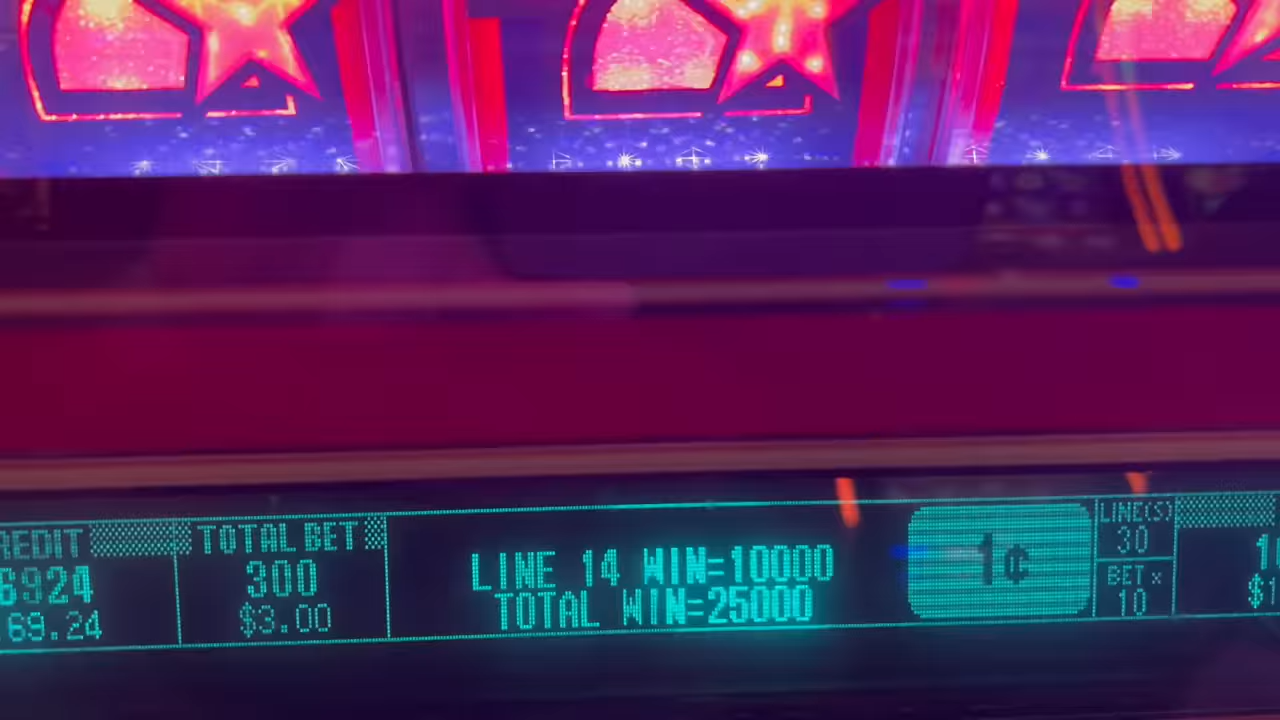 REDIT
6924
69.24
TOTAL BET
300
$3.00
LINE 14 WIN=10000
TOTAL WIN=25000
1¢
LINE(S)
30
BET x
10
$1